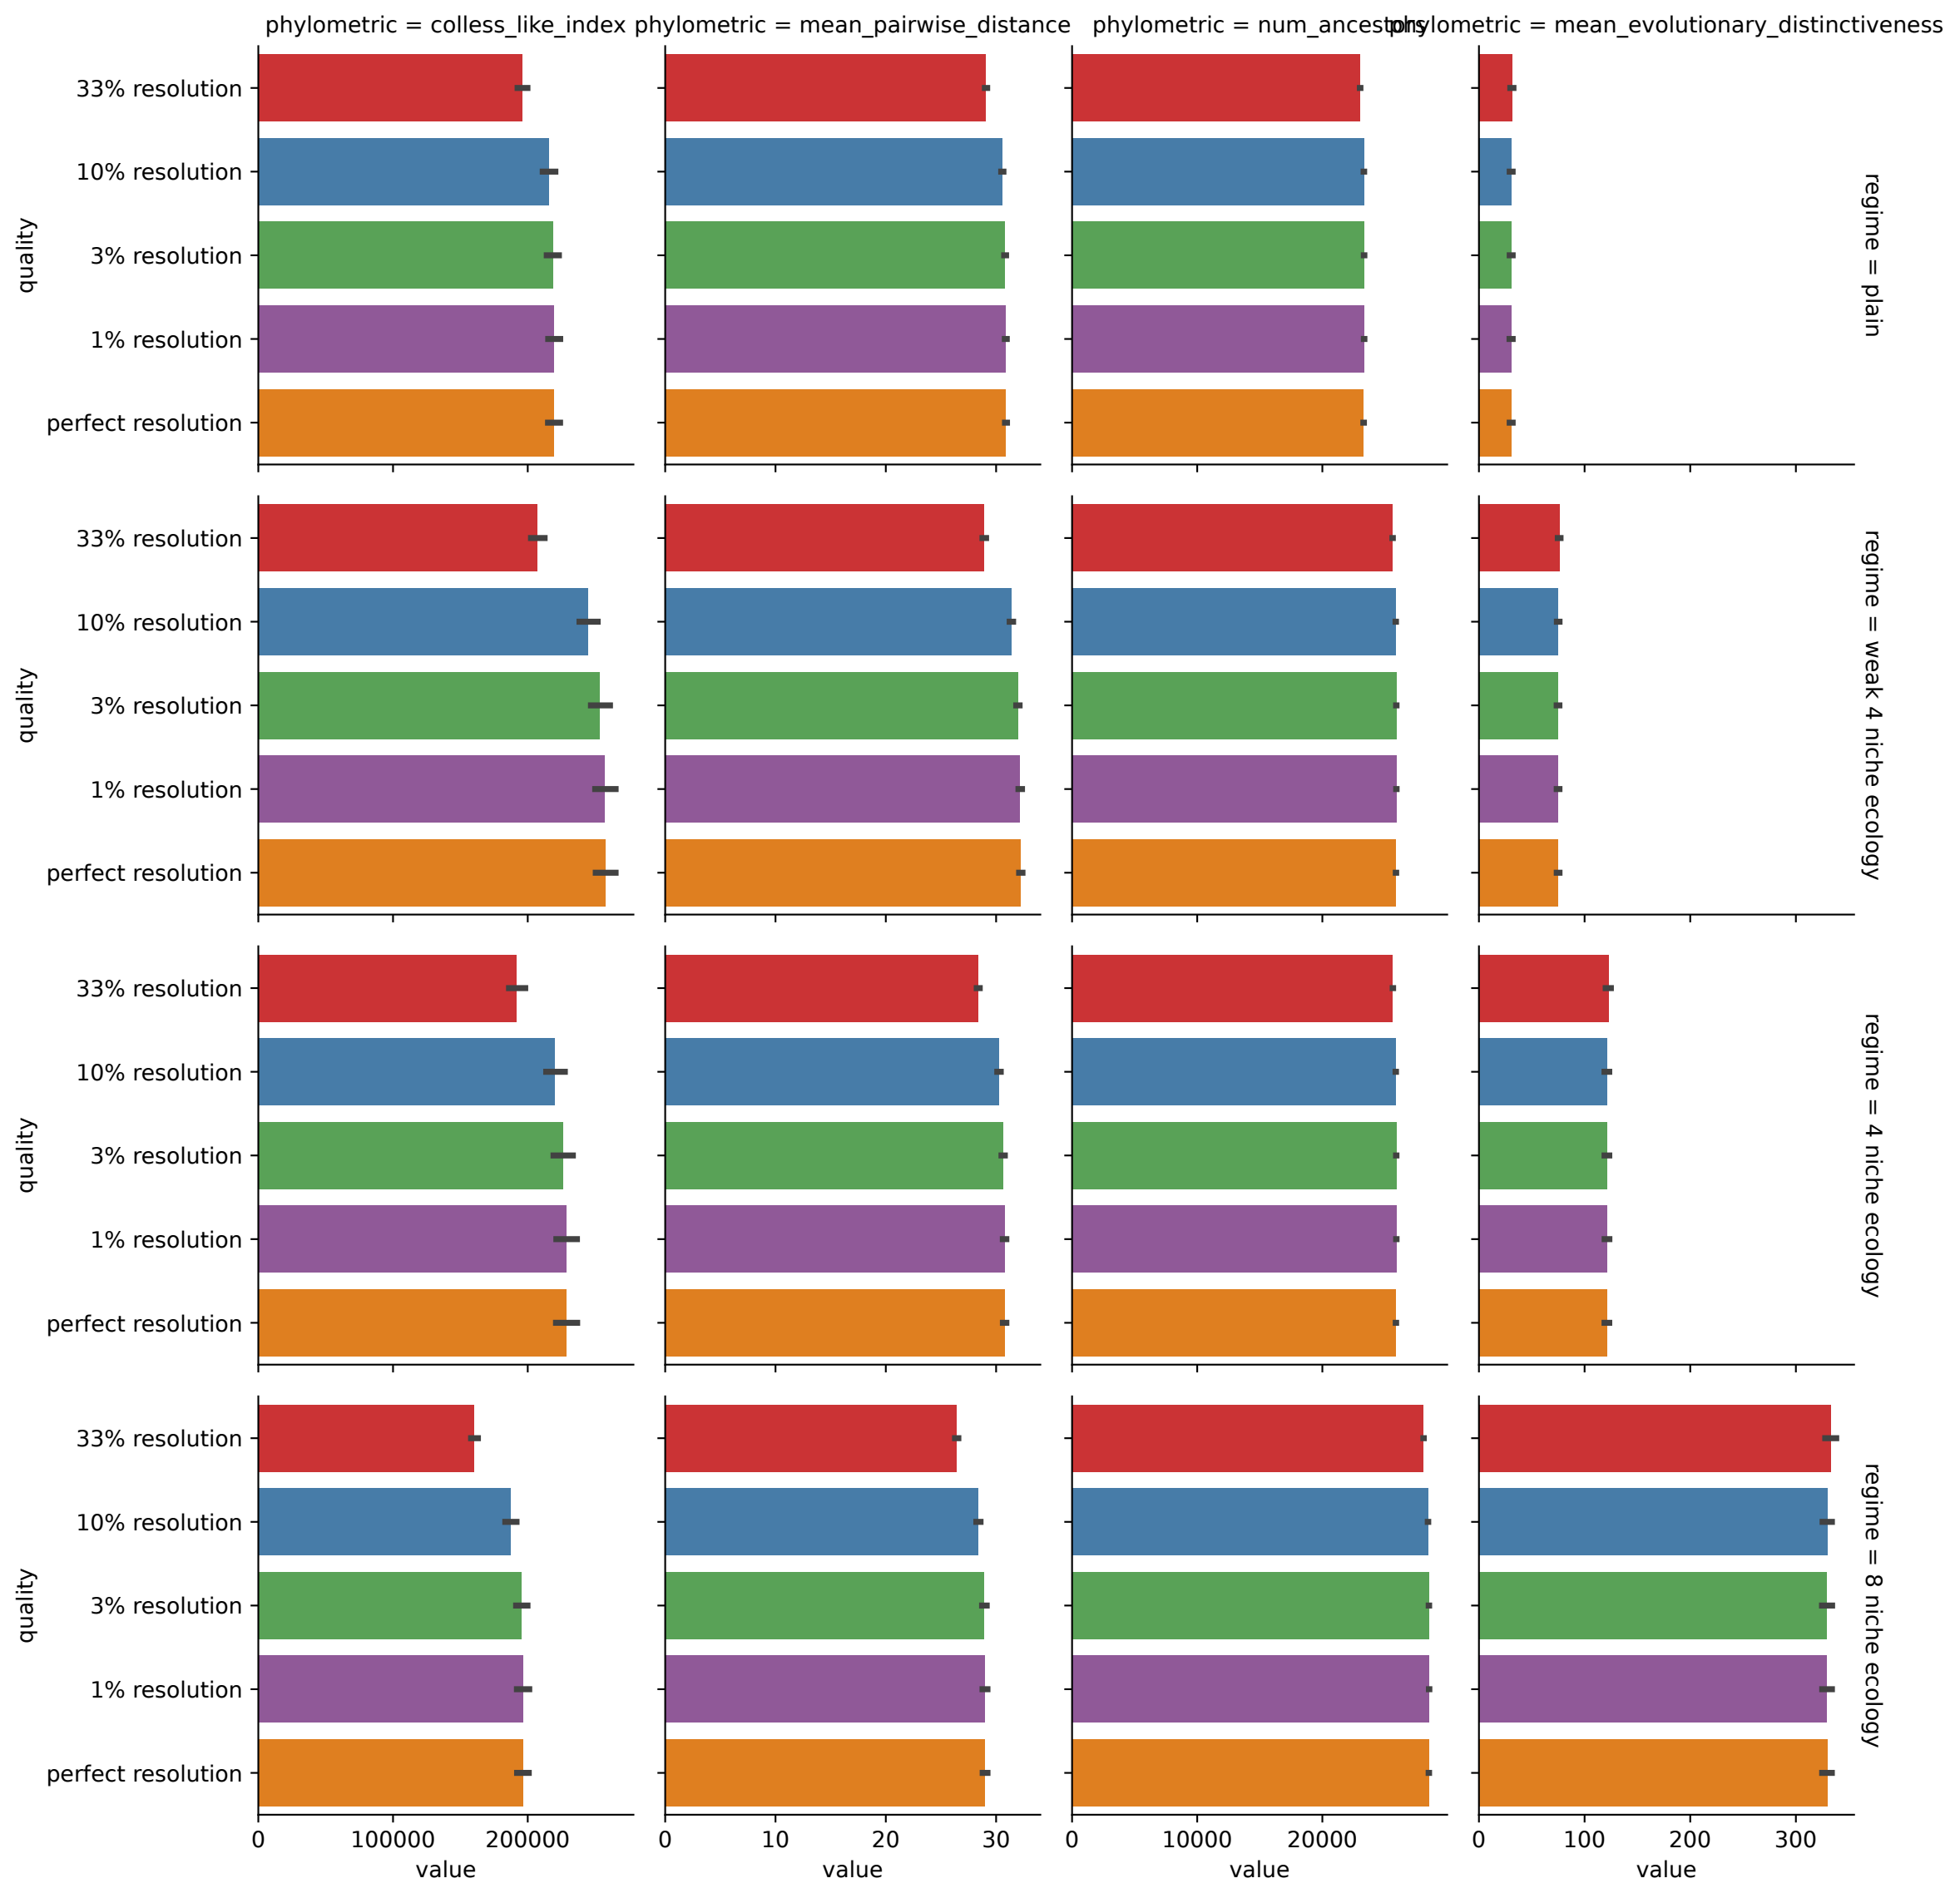 phylometric = colless_like_index
phylometric = mean_pairwise_distance
phylometric = num_ancestors
phylometric = mean_evolutionary_distinctiveness
quality
33% resolution
10% resolution
3% resolution
1% resolution
perfect resolution
regime = plain
quality
33% resolution
10% resolution
3% resolution
1% resolution
perfect resolution
regime = weak 4 niche ecology
quality
33% resolution
10% resolution
3% resolution
1% resolution
perfect resolution
regime = 4 niche ecology
quality
33% resolution
10% resolution
3% resolution
1% resolution
perfect resolution
regime = 8 niche ecology
0 100000 200000
0 10 20 30
0 10000 20000
0 100 200 300
value
value
value
value